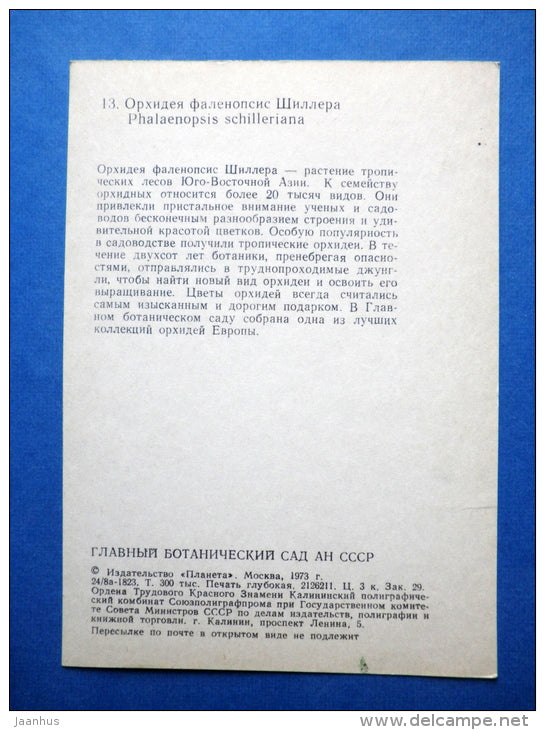 13. Орхидея фаленопсис Шиллера
Phalaenopsis schilleriana
Орхидея фаленопсис Шиллера — растение тропи-
ческих лесов Юго-Восточной Азии. К семейству
орхидных относится более 20 тысяч видов. Они
привлекли пристальное внимание ученых и садо-
водов бесконечным разнообразием строения и уди-
вительной красотой цветков. Особую популярность
в садоводстве получили тропические орхидеи. В те-
чение двухсот лет ботаники, пренебрегая опасно-
стями, отправлялись в труднопроходимые джунг-
ли, чтобы найти новый вид орхидеи и освоить его
выращивание. Цветы орхидей всегда считались
самым изысканным и дорогим подарком. В Глав-
ном ботаническом саду собрана одна из лучших
коллекций орхидей Европы.
ГЛАВНЫЙ БОТАНИЧЕСКИЙ САД АН СССР
© Издательство «Планета». Москва, 1973 г.
24/8а-1823. Т. 300 тыс. Печать глубокая. 2126211. Ц. 3 к. Зак. 29.
Ордена Трудового Красного Знамени Калининский полиграфиче-
ский комбинат Союзполиграфпрома при Государственном комите-
те Совета Министров СССР по делам издательств, полиграфии и
книжной торговли. г. Калинин, проспект Ленина, 5.
Пересылке по почте в открытом виде не подлежит
jaanhus
www.delcampe.net